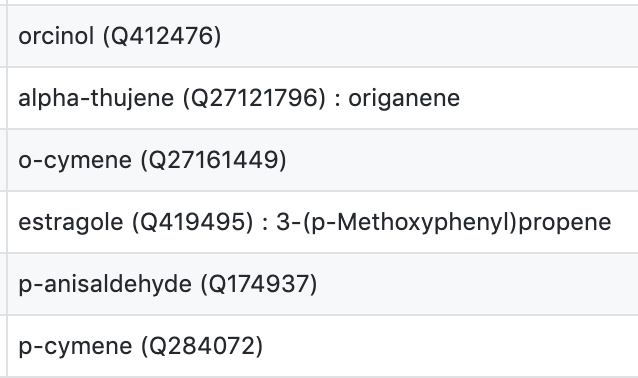 orcinol (Q412476)
alpha-thujene (Q27121796) : origanene
o-cymene (Q27161449)
estragole (Q419495) : 3-(p-Methoxyphenyl)propene
p-anisaldehyde (Q174937)
p-cymene (Q284072)